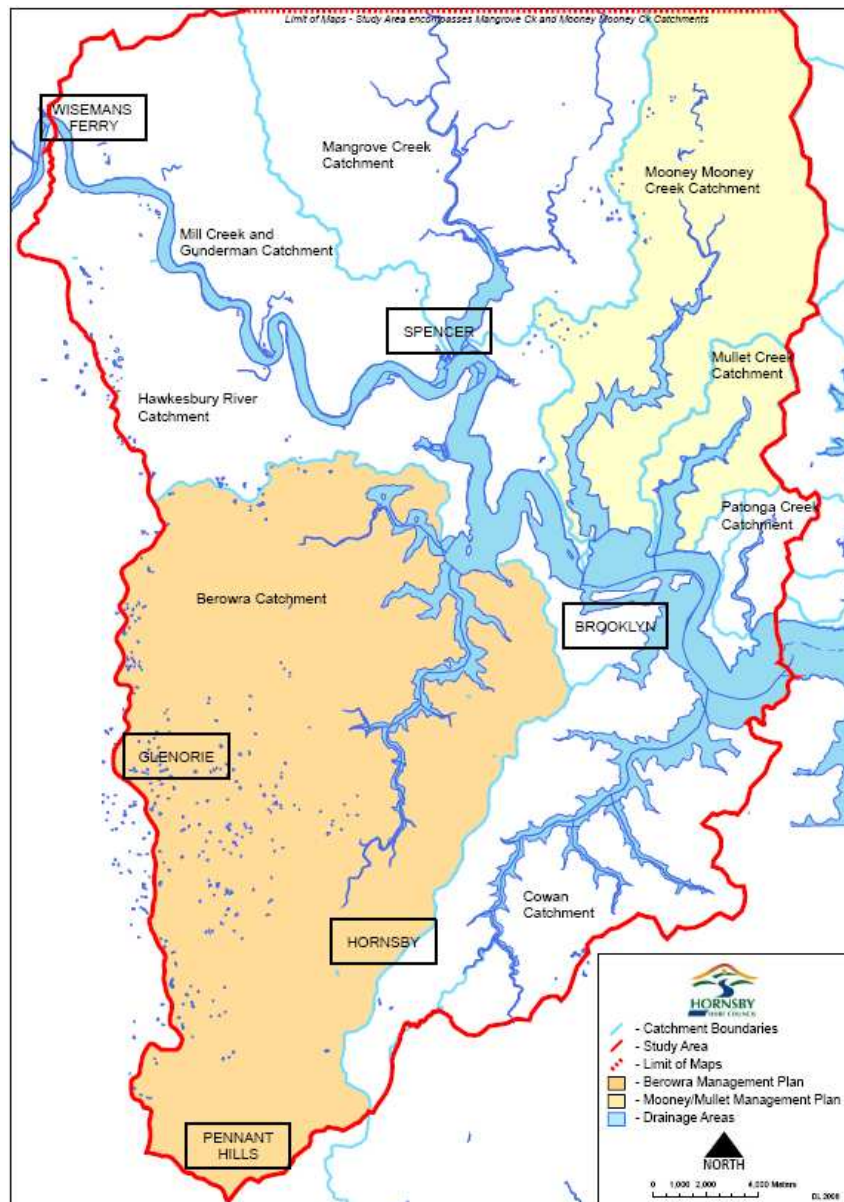 Limit of Maps - Study Area encompasses Mangrove Ck and Mooney Mooney Ck Catchments
WISEMANS
FERRY
Mangrove Creek
Catchment
Mooney Mooney
Creek Catchment
Mill Creek and
Gunderman Catchment
SPENCER
Mullet Creek
Catchment
Hawkesbury River
Catchment
Patonga Creek
Catchment
Berowra Catchment
BROOKLYN
GLENORIE
Cowan
Catchment
HORNSBY
PENNANT
HILLS
HORNSBY
SHIRE COUNCIL
- Catchment Boundaries
- Study Area
- Limit of Maps
- Berowra Management Plan
- Mooney/Mullet Management Plan
- Drainage Areas
NORTH
0 1,000 2,000 4,000 Meters